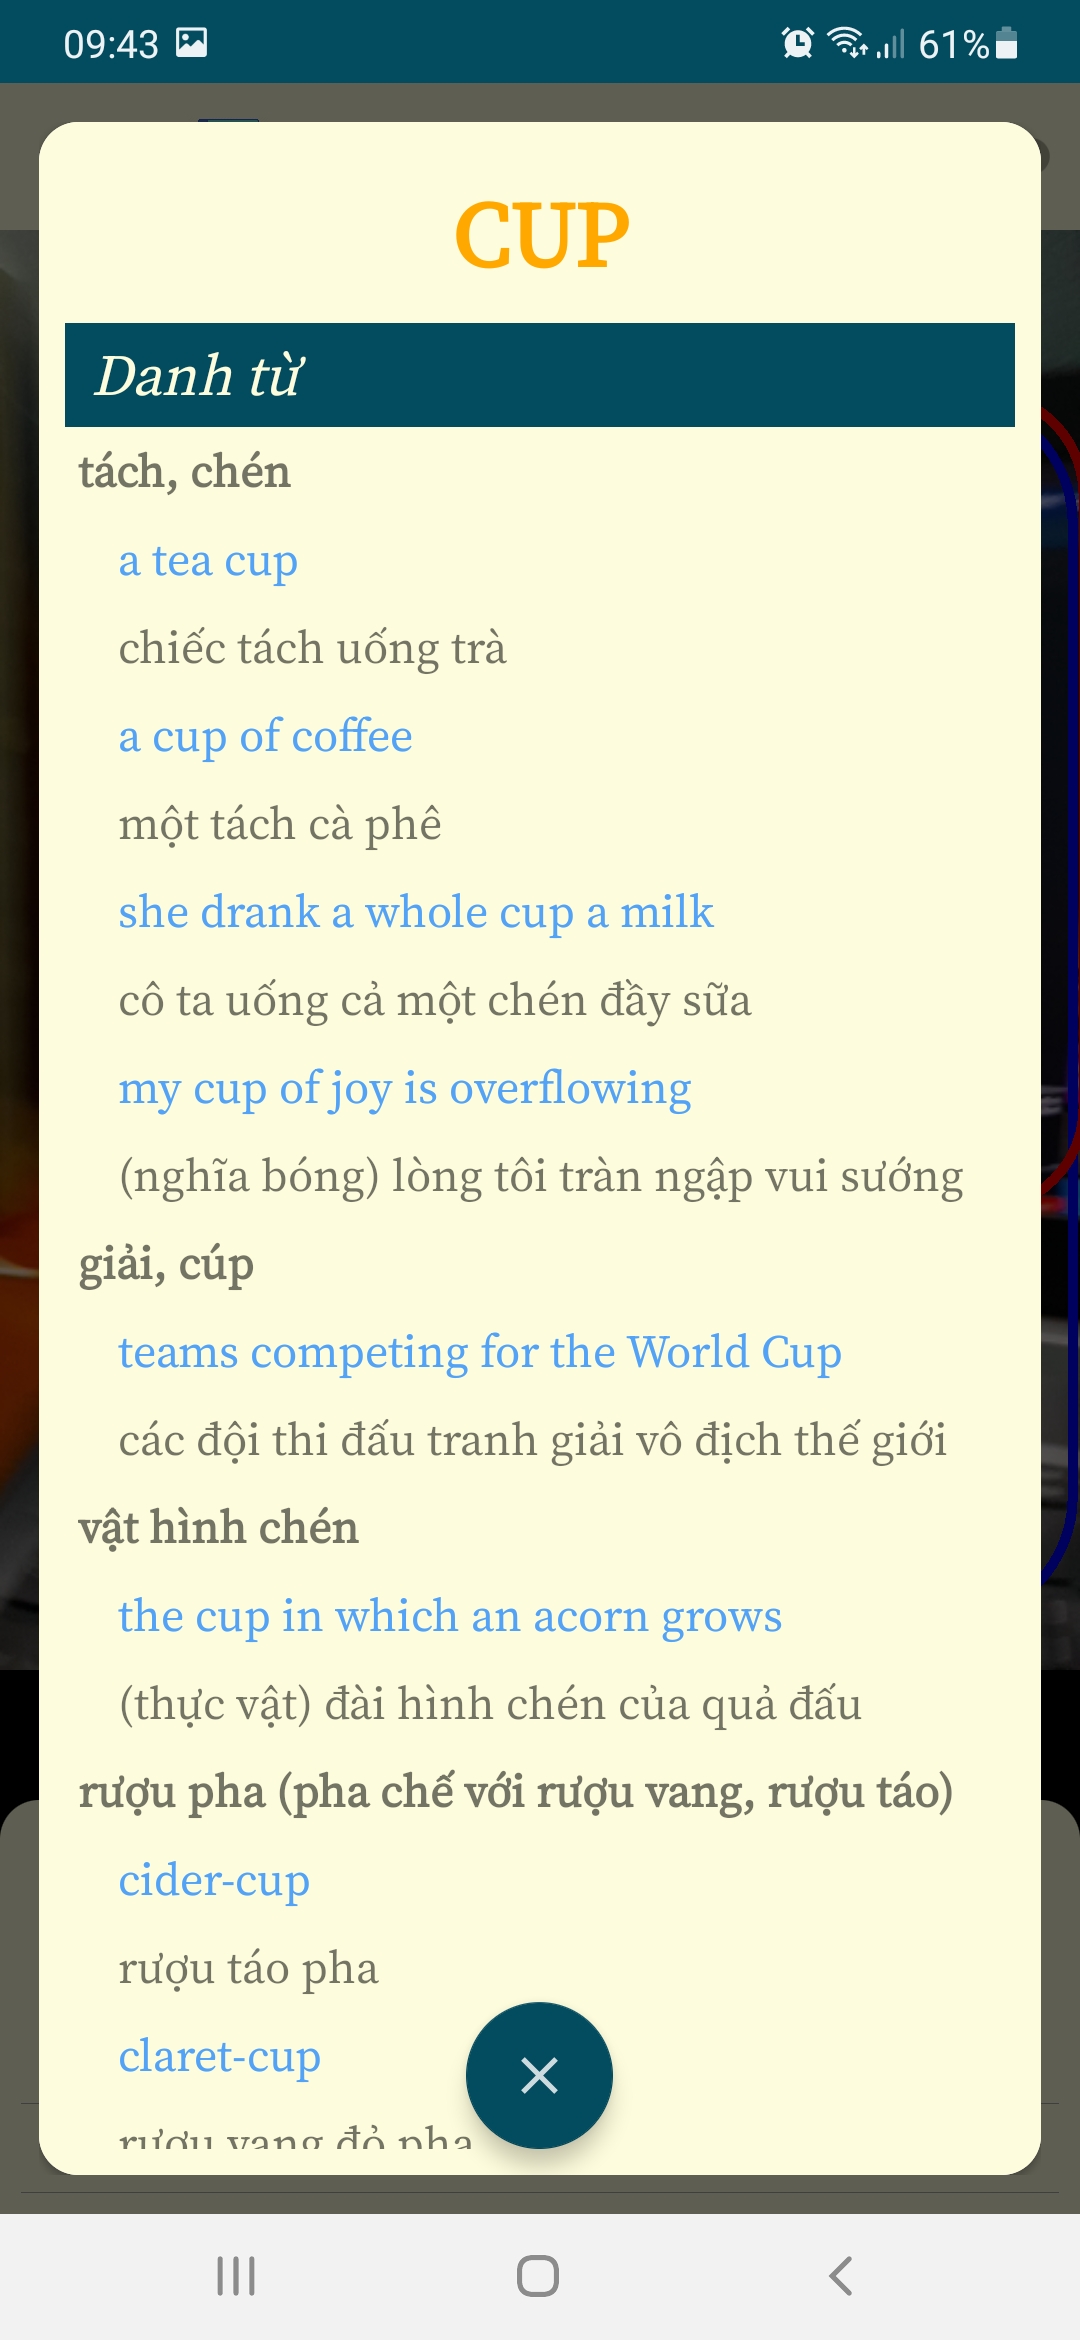 09:43
61%
CUP
Danh từ
tách, chén
a tea cup
chiếc tách uống trà
a cup of coffee
một tách cà phê
she drank a whole cup a milk
cô ta uống cả một chén đầy sữa
my cup of joy is overflowing
(nghĩa bóng) lòng tôi tràn ngập vui sướng
giải, cúp
teams competing for the World Cup
các đội thi đấu tranh giải vô địch thế giới
vật hình chén
the cup in which an acorn grows
(thực vật) đài hình chén của quả đấu
rượu pha (pha chế với rượu vang, rượu táo)
cider-cup
rượu táo pha
claret-cup
rượu vang đỏ pha